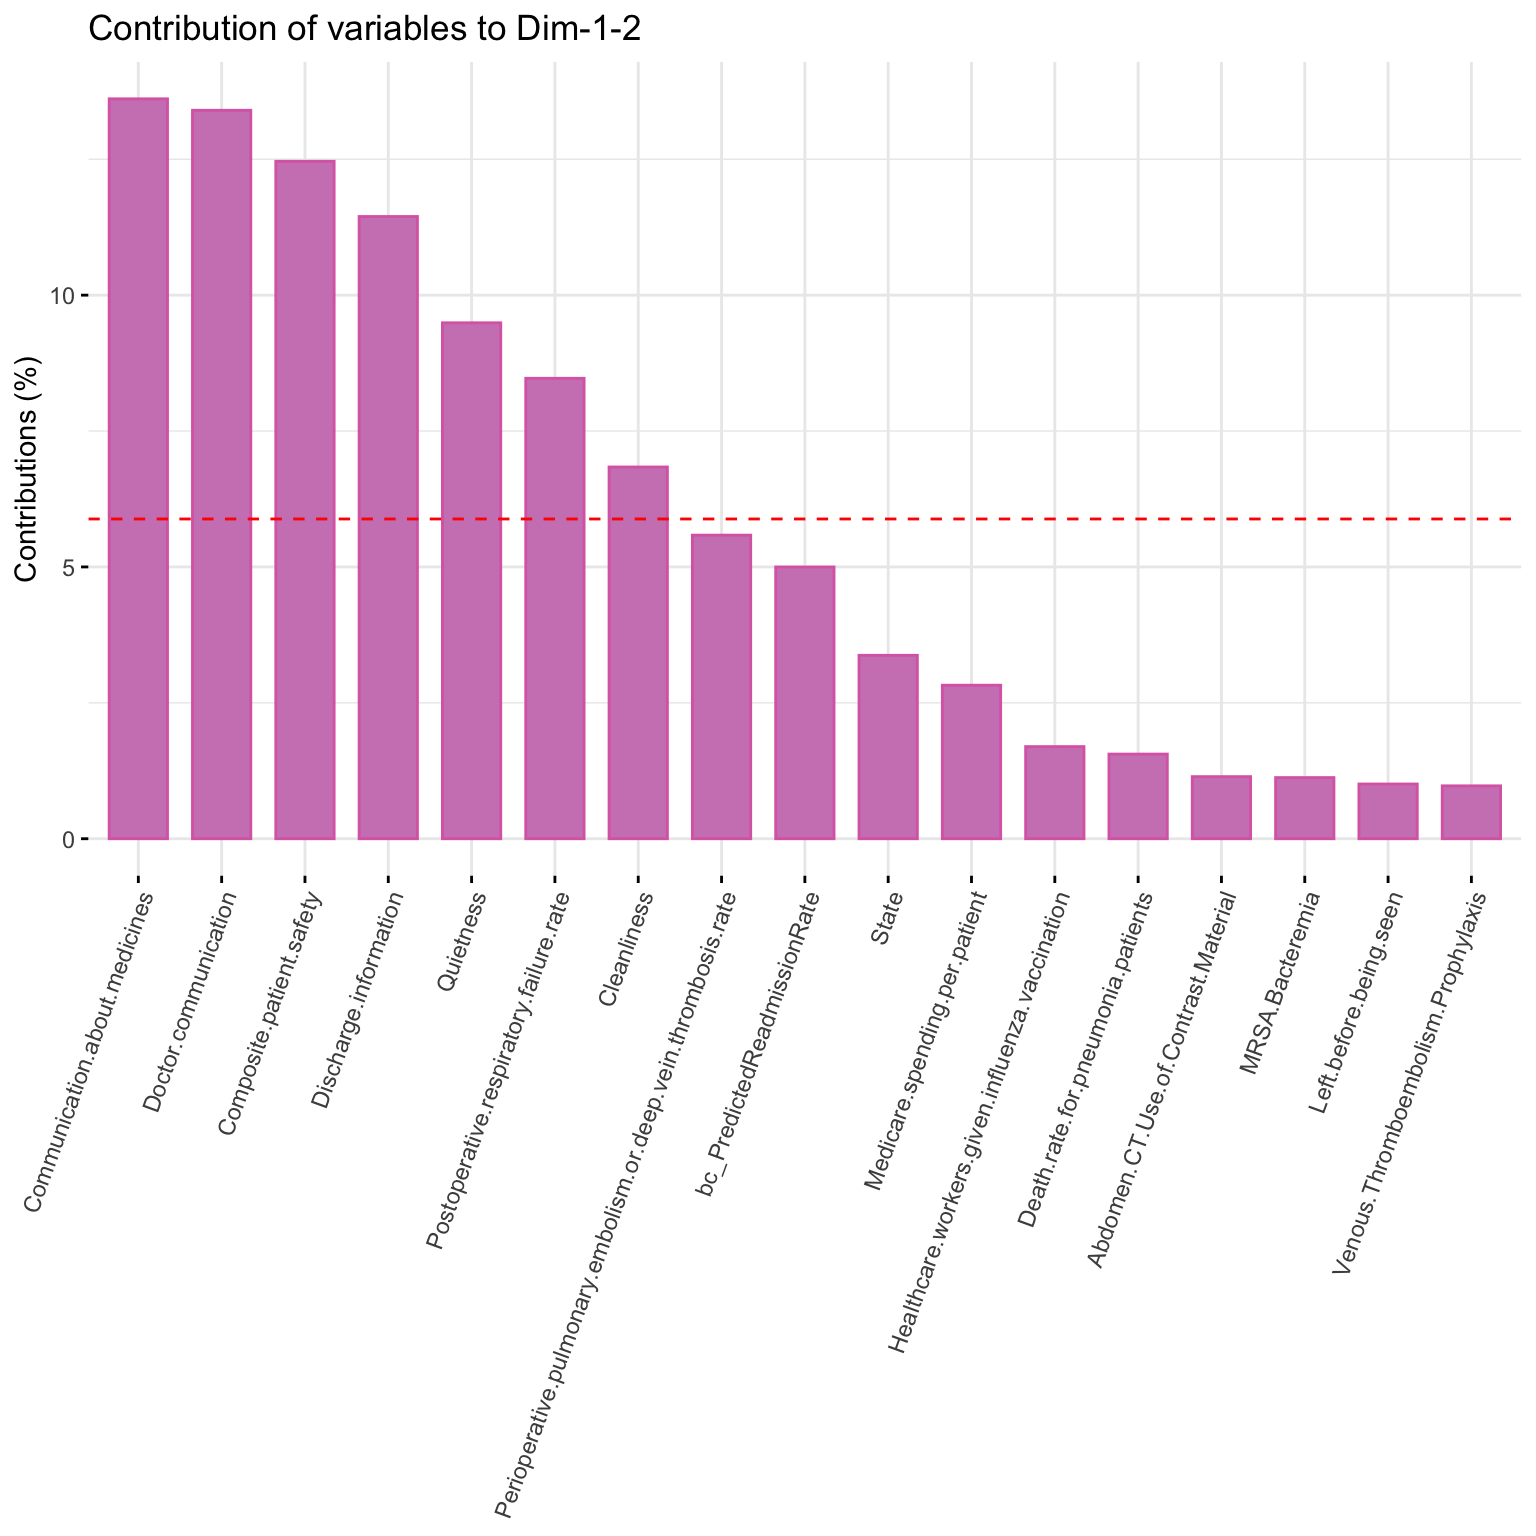 Contribution of variables to Dim-1-2
Contributions (%)
10
5
0
Communication.about.medicines
Doctor.communication
Composite.patient.safety
Discharge.information
Quietness
Postoperative.respiratory.failure.rate
Cleanliness
Perioperative.pulmonary.embolism.or.deep.vein.thrombosis.rate
bc_PredictedReadmissionRate
State
Medicare.spending.per.patient
Healthcare.workers.given.influenza.vaccination
Death.rate.for.pneumonia.patients
Abdomen.CT.Use.of.Contrast.Material
MRSA.Bacteremia
Left.before.being.seen
Venous.Thromboembolism.Prophylaxis